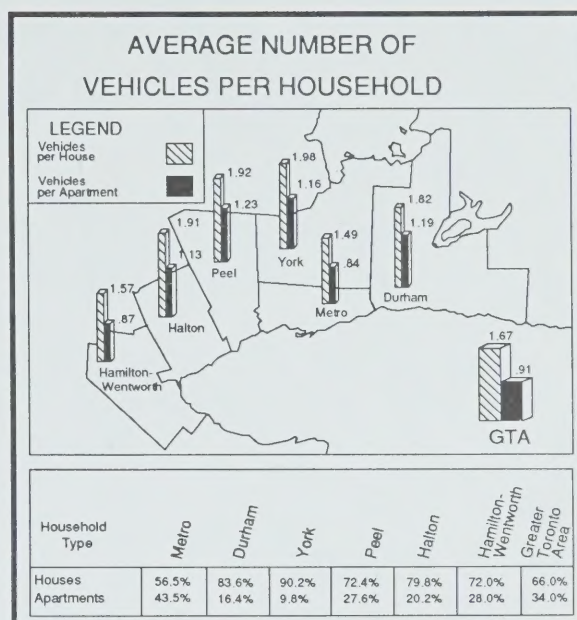 AVERAGE NUMBER OF
VEHICLES PER HOUSEHOLD
LEGEND
Vehicles
per House
Vehicles
per Apartment
1.98
1.92
1.16
1.23
1.82
1.19
1.91
1.13
1.49
.84
Peel
York
Durham
Metro
Halton
1.57
.87
Hamilton-
Wentworth
1.67
.91
GTA
Household
Type
Metro
Durham
York
Peel
Halton
Hamilton-
Wentworth
Greater
Toronto
Area
Houses 56.5% 83.6% 90.2% 72.4% 79.8% 72.0% 66.0%
Apartments 43.5% 16.4% 9.8% 27.6% 20.2% 28.0% 34.0%